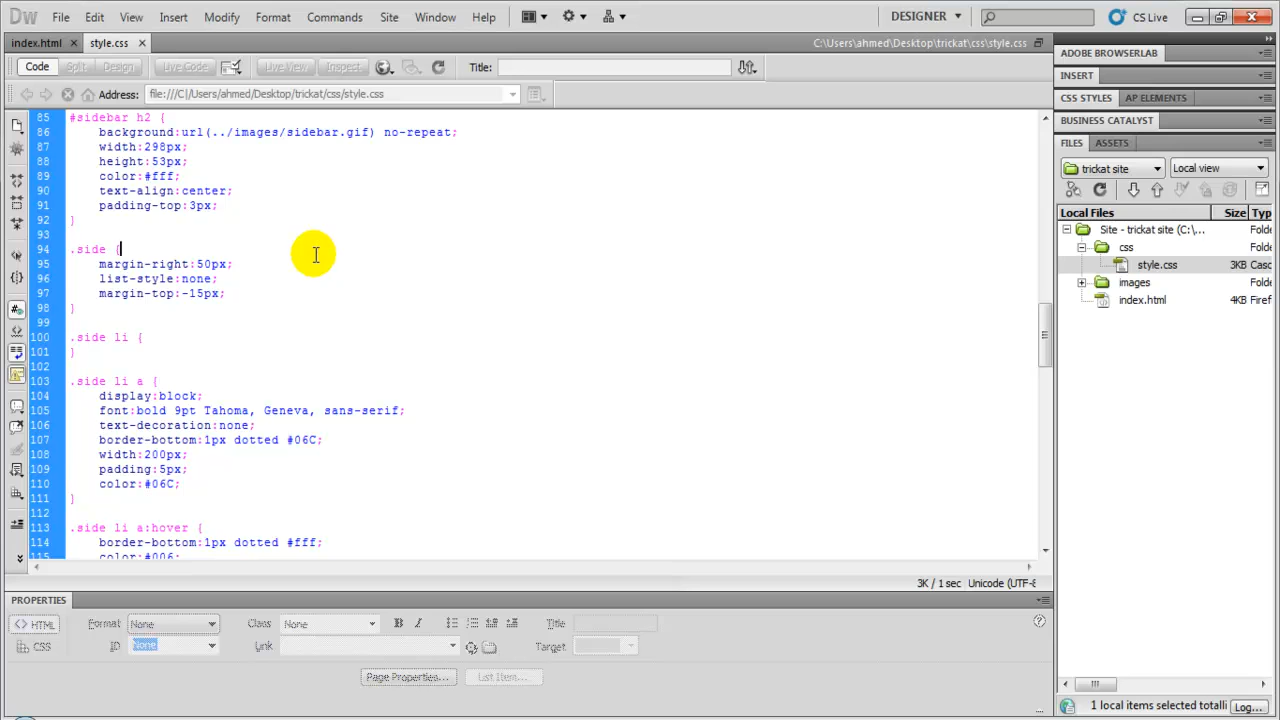 Dw File Edit View Insert Modify Format Commands Site Window Help DESIGNER CS Live
index.html style.css C:\Users\ahmed\Desktop\trickat\css\style.css
Code Split Design Live Code Live View Inspect Title:
Address: file:///C|/Users/ahmed/Desktop/trickat/css/style.css
85 #sidebar h2 {
86 background:url(../images/sidebar.gif) no-repeat;
87 width:298px;
88 height:53px;
89 color:#fff;
90 text-align:center;
91 padding-top:3px;
92 }
93
94 .side {
95 margin-right:50px;
96 list-style:none;
97 margin-top:-15px;
98 }
99
100 .side li {
101 }
102
103 .side li a {
104 display:block;
105 font:bold 9pt Tahoma, Geneva, sans-serif;
106 text-decoration:none;
107 border-bottom:1px dotted #06C;
108 width:200px;
109 padding:5px;
110 color:#06C;
111 }
112
113 .side li a:hover {
114 border-bottom:1px dotted #fff;
115 color:#006;
3K / 1 sec Unicode (UTF-8
PROPERTIES
HTML Format None Class None B I Title
CSS ID None Link Target
Page Properties... List Item...
ADOBE BROWSERLAB
INSERT
CSS STYLES AP ELEMENTS
BUSINESS CATALYST
FILES ASSETS
trickat site Local view
Local Files Size Typ
Site - trickat site (C:\... Folde
css Folde
style.css 3KB Casc
images Folde
index.html 4KB Firef
1 local items selected totalli Log...